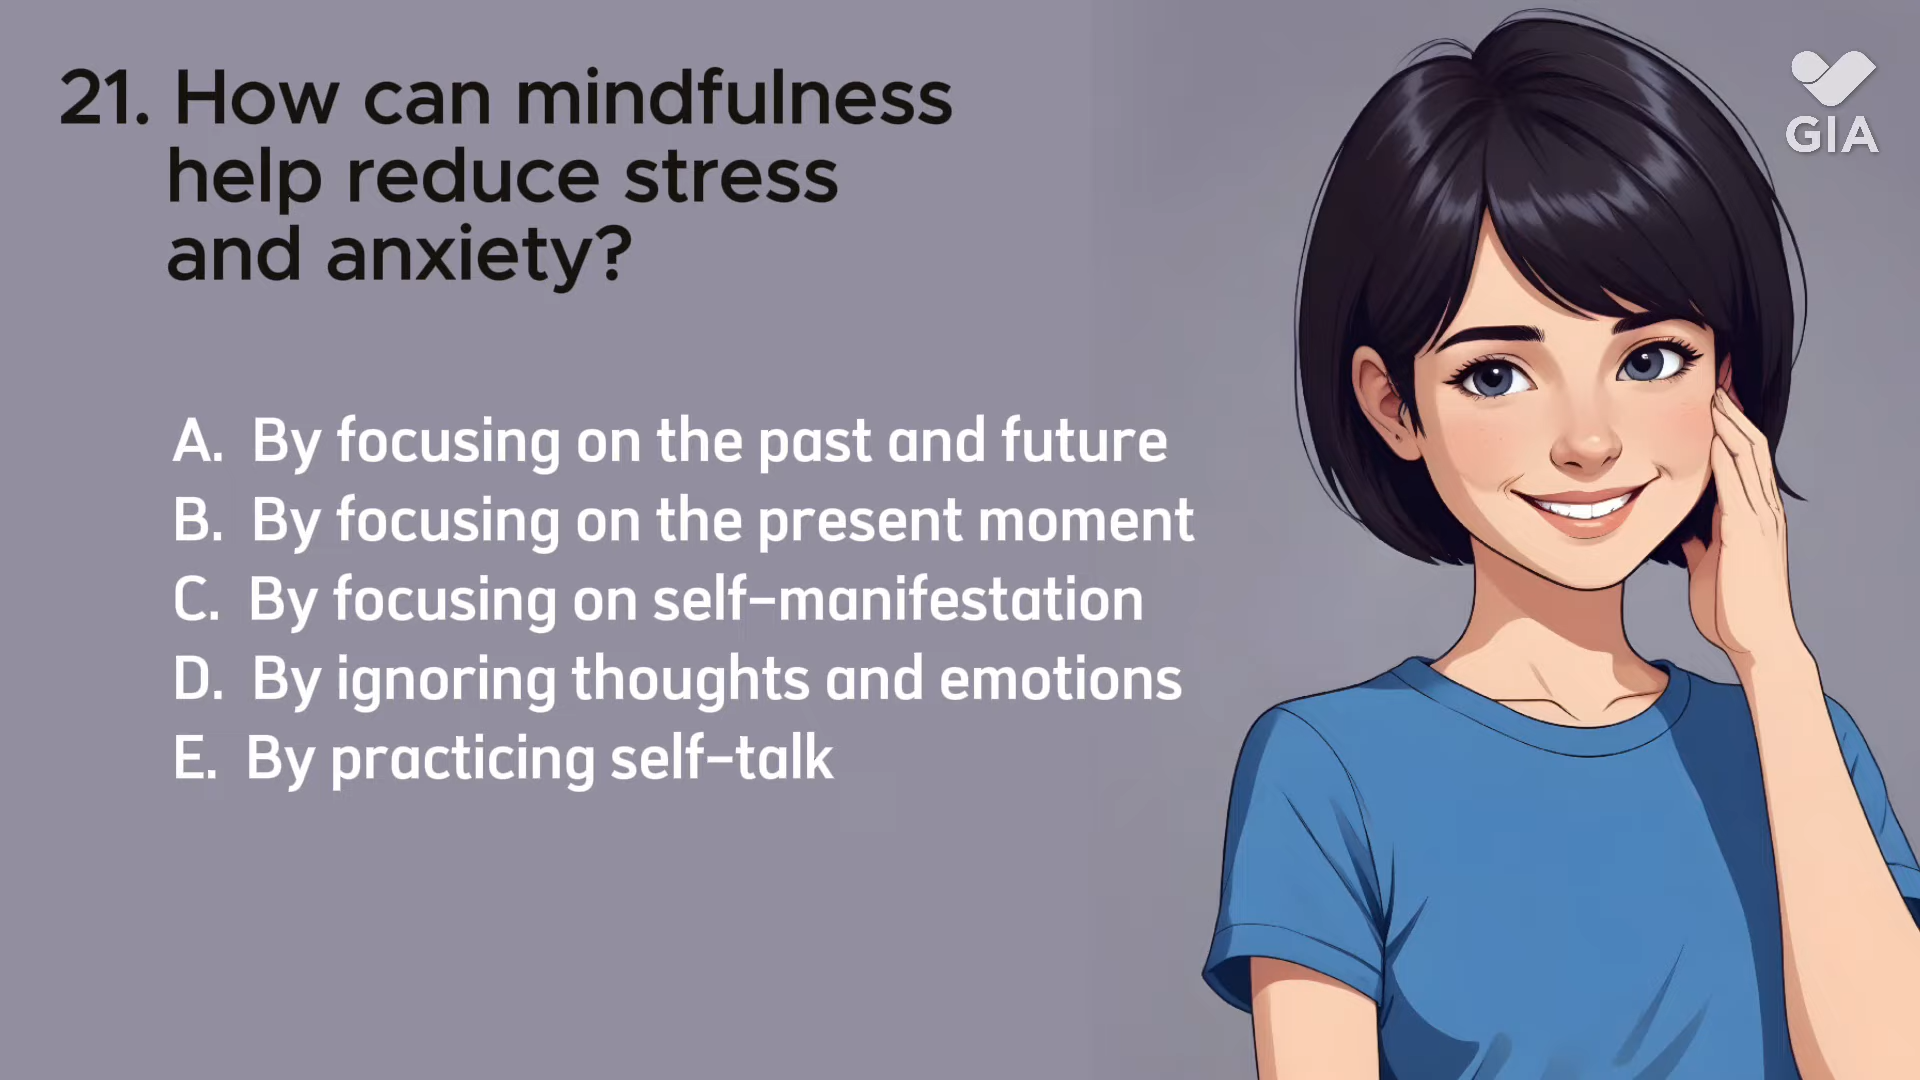 21. How can mindfulness
help reduce stress
and anxiety?
A. By focusing on the past and future
B. By focusing on the present moment
C. By focusing on self-manifestation
D. By ignoring thoughts and emotions
E. By practicing self-talk
GIA